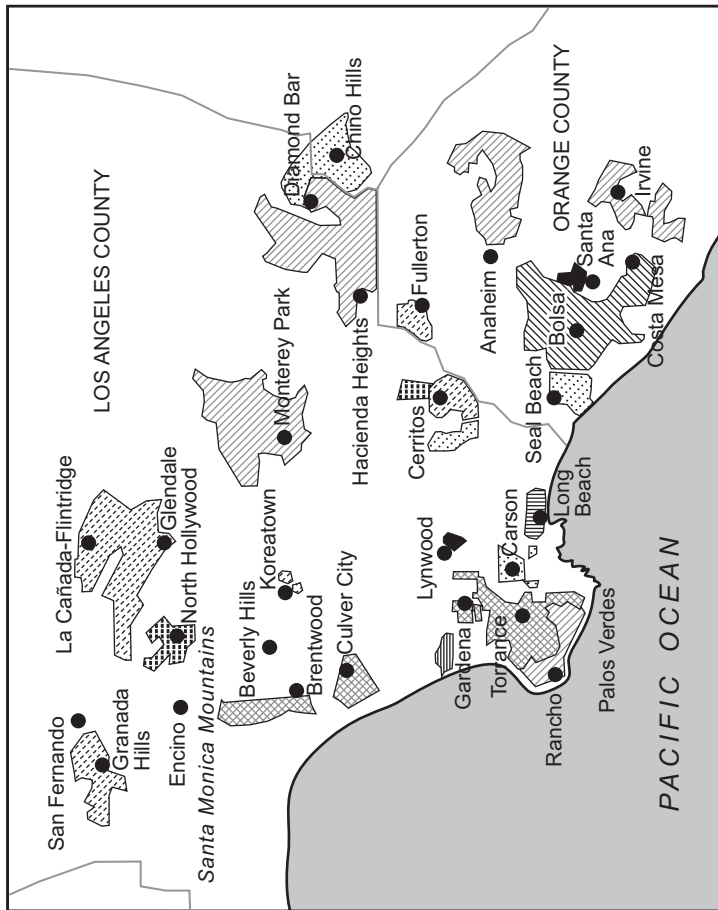 LOS ANGELES COUNTY
La Cañada-Flintridge
San Fernando
Granada
Hills
Glendale
North Hollywood
Encino
Santa Monica Mountains
Diamond Bar
Chino Hills
Monterey Park
Koreatown
Beverly Hills
Brentwood
Culver City
Hacienda Heights
Fullerton
Cerritos
Lynwood
Anaheim
ORANGE COUNTY
Gardena
Carson
Torrance
Seal Beach
Bolsa
Santa
Ana
Irvine
Rancho
Palos Verdes
Long
Beach
Costa Mesa
PACIFIC OCEAN